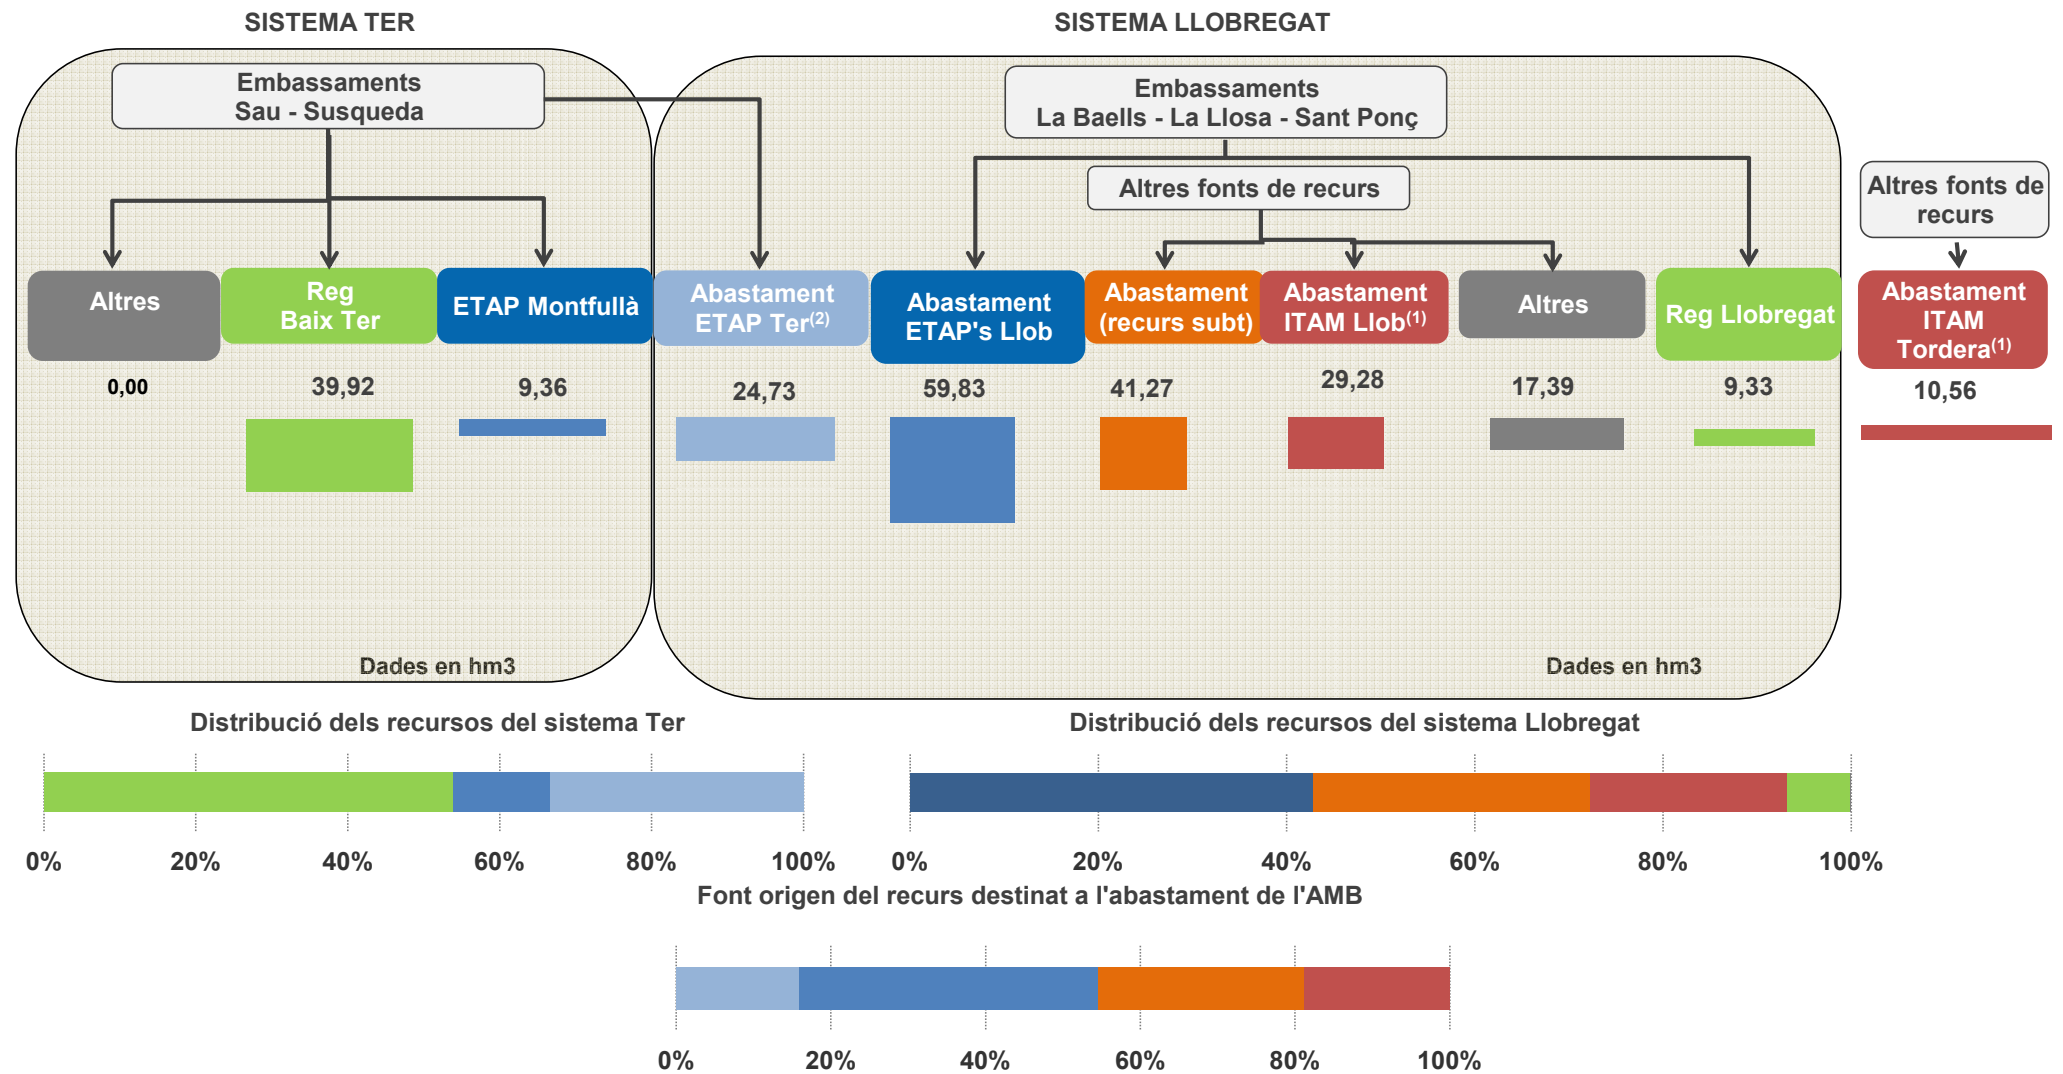 SISTEMA TER
SISTEMA LLOBREGAT
Embassaments
Sau - Susqueda
Embassaments
La Baells - La Llosa - Sant Ponç
Altres fonts de recurs
Altres fonts de
recurs
Altres
Reg
Baix Ter
ETAP Montfullà
Abastament
ETAP Ter(2)
Abastament
ETAP's Llob
Abastament
(recurs subt)
Abastament
ITAM Llob(1)
Altres
Reg Llobregat
Abastament
ITAM
Tordera(1)
0,00
39,92
9,36
24,73
59,83
41,27
29,28
17,39
9,33
10,56
Dades en hm3
Dades en hm3
Distribució dels recursos del sistema Ter
0% 20% 40% 60% 80% 100%
Distribució dels recursos del sistema Llobregat
0% 20% 40% 60% 80% 100%
Font origen del recurs destinat a l'abastament de l'AMB
0% 20% 40% 60% 80% 100%